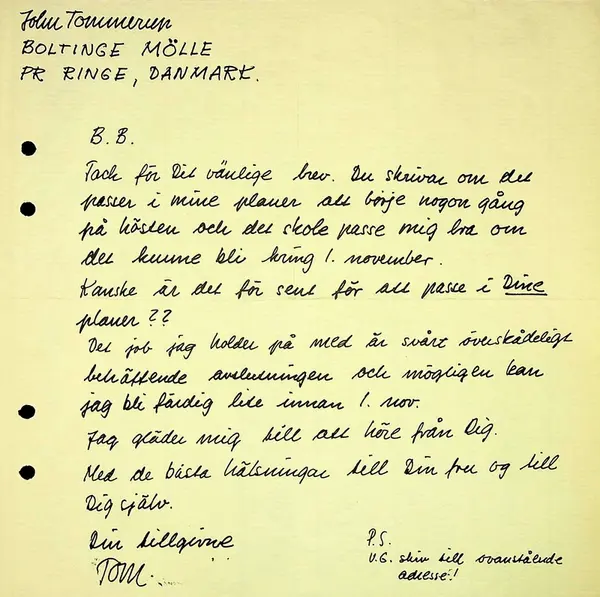 John Tommerup
BOLTINGE MÖLLE
PR RINGE, DANMARK.
B.B.
Tack för Dit vänlige brev. Du skrivar om det
passer i mine planer att börje nogon gång
på hösten och det skole passe mig bra om
det kunne bli kring 1. november.
Kanske är det för sent för att passe i Dine
planer??
Det job jag holder på med är svårt överskådeligt
behäftende avslutningen och mögligen kan
jag bli färdig lite innan 1. nov.
Jag gläder mig till att höre från Dig.
Med de bästa hälsningar till Din fru og till
Dig själv.
Din tillgivne
TOM.
P.S.
V.G. skriv till ovanstående
adresse!